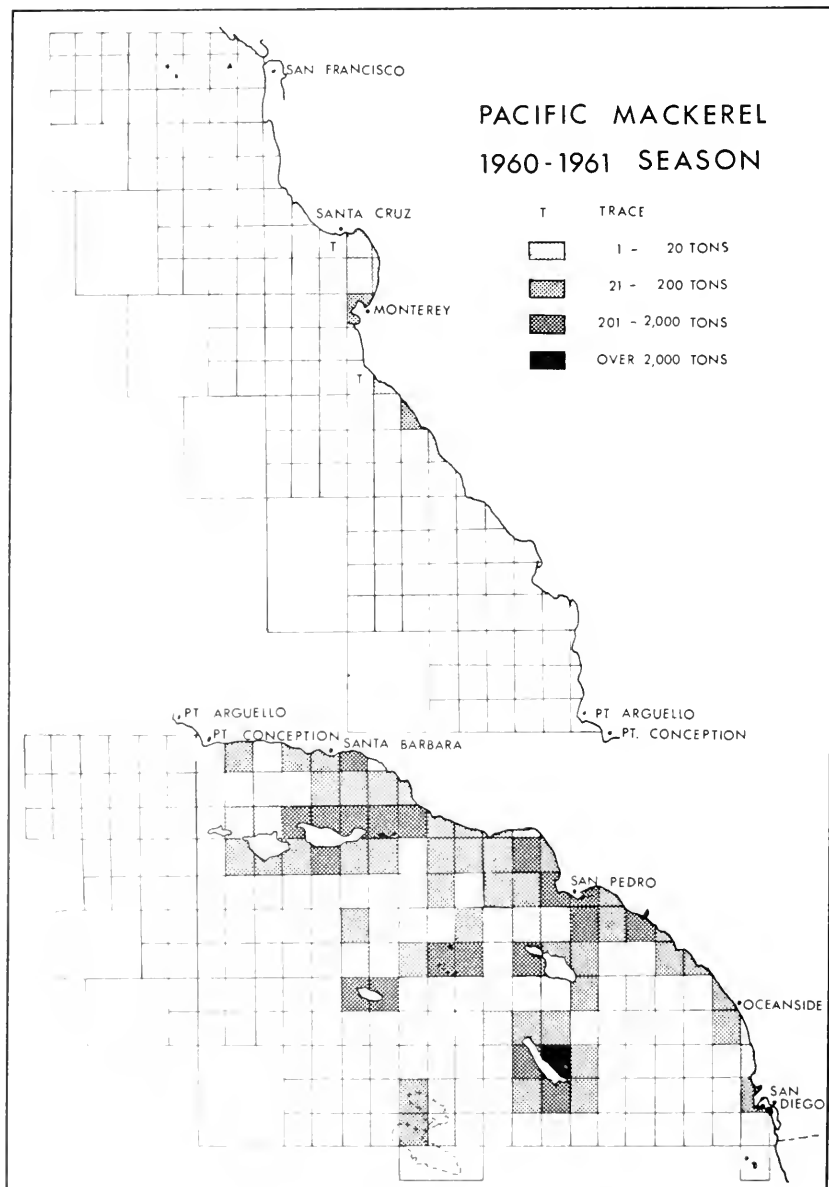 SAN FRANCISCO
PACIFIC MACKEREL
1960-1961 SEASON
T TRACE
1 - 20 TONS
21 - 200 TONS
201 - 2,000 TONS
OVER 2,000 TONS
SANTA CRUZ
T
MONTEREY
T
PT ARGUELLO
PT. CONCEPTION
PT ARGUELLO
PT CONCEPTION
SANTA BARBARA
SAN PEDRO
OCEANSIDE
SAN
DIEGO